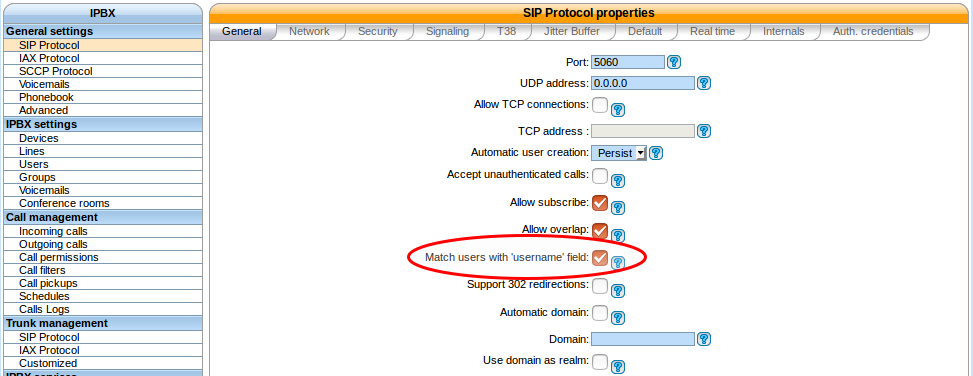 IPBX
General settings
SIP Protocol
IAX Protocol
SCCP Protocol
Voicemails
Phonebook
Advanced
IPBX settings
Devices
Lines
Users
Groups
Voicemails
Conference rooms
Call management
Incoming calls
Outgoing calls
Call permissions
Call filters
Call pickups
Schedules
Calls Logs
Trunk management
SIP Protocol
IAX Protocol
Customized
IPBX services
SIP Protocol properties
General Network Security Signaling T38 Jitter Buffer Default Real time Internals Auth. credentials
Port: 5060 ?
UDP address: 0.0.0.0 ?
Allow TCP connections: ?
TCP address : ?
Automatic user creation: Persist ?
Accept unauthenticated calls: ?
Allow subscribe: ?
Allow overlap: ?
Match users with 'username' field: ?
Support 302 redirections: ?
Automatic domain: ?
Domain: ?
Use domain as realm: ?